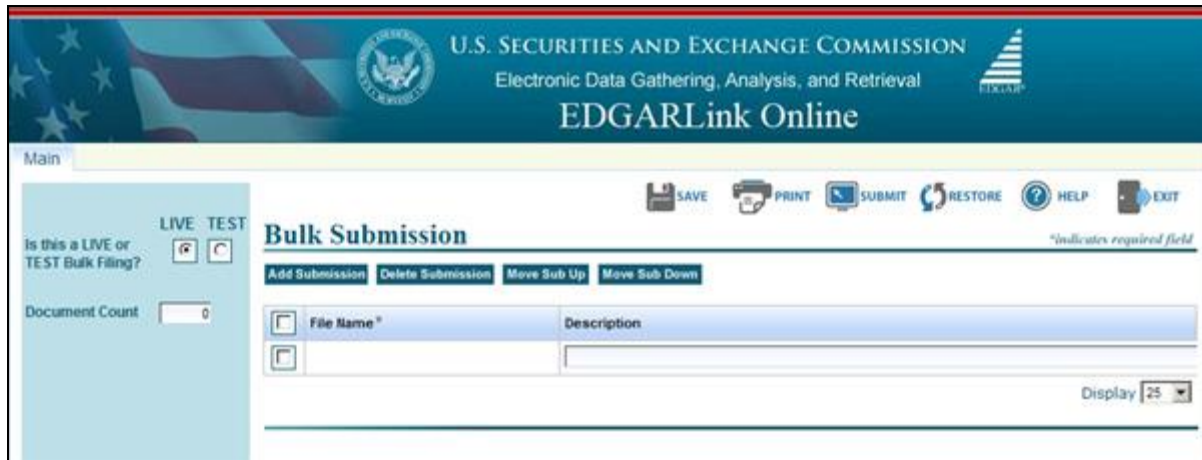 U.S. SECURITIES AND EXCHANGE COMMISSION
Electronic Data Gathering, Analysis, and Retrieval
EDGAR®
EDGARLink Online
Main
SAVE PRINT SUBMIT RESTORE ? HELP EXIT
LIVE TEST
Is this a LIVE or
TEST Bulk Filing?
Bulk Submission
*indicates required field
Add Submission Delete Submission Move Sub Up Move Sub Down
Document Count 0
File Name* Description
Display 25